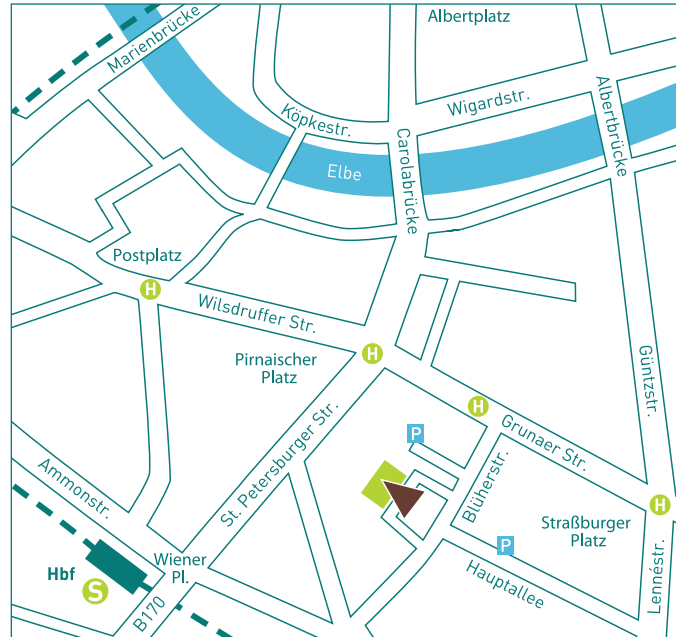 Albertplatz
Marienbrücke
Wigardstr.
Köpkestr.
Albertbrücke
Carolabrücke
Elbe
Postplatz
H
Wilsdruffer Str.
Pirnaischer
Platz
H
Güntzstr.
H
Grunaer Str.
P
St. Petersburger Str.
Ammonstr.
Blüherstr.
H
Straßburger
Platz
P
Wiener
Pl.
Hbf
S
Hauptallee
Lennéstr.
B170